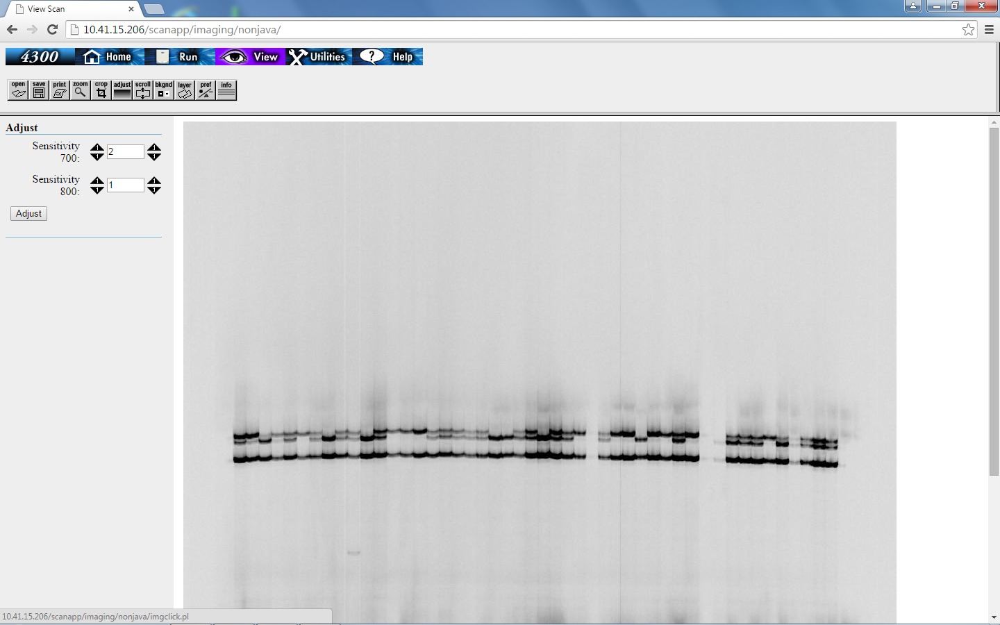 View Scan
10.41.15.206/scanapp/imaging/nonjava/
4300 Home Run View Utilities ? Help
open save print zoom crop adjust scroll bkgnd layer pref info
Adjust
Sensitivity
700:
2
Sensitivity
800:
1
Adjust
10.41.15.206/scanapp/imaging/nonjava/imgclick.pl